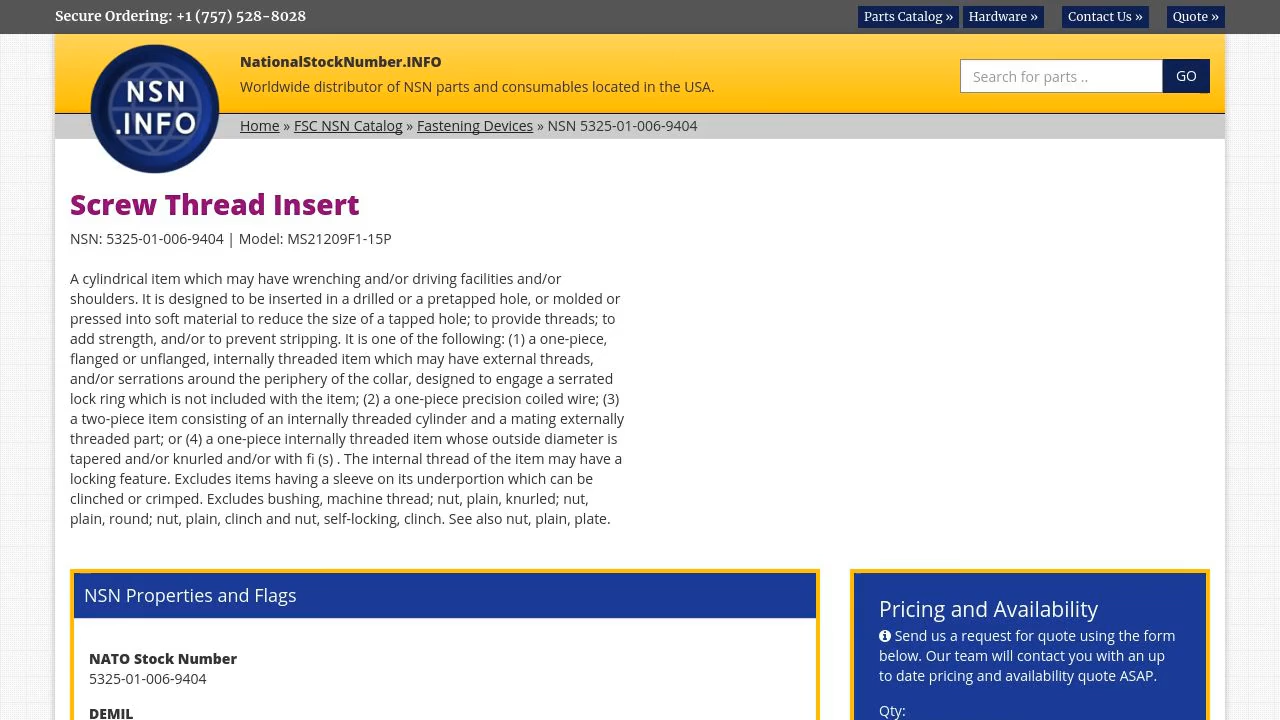 Secure Ordering: +1 (757) 528-8028
Parts Catalog » Hardware » Contact Us » Quote »
NSN
.INFO
NationalStockNumber.INFO
Worldwide distributor of NSN parts and consumables located in the USA.
Search for parts ..
GO
Home » FSC NSN Catalog » Fastening Devices » NSN 5325-01-006-9404
Screw Thread Insert
NSN: 5325-01-006-9404 | Model: MS21209F1-15P
A cylindrical item which may have wrenching and/or driving facilities and/or
shoulders. It is designed to be inserted in a drilled or a pretapped hole, or molded or
pressed into soft material to reduce the size of a tapped hole; to provide threads; to
add strength, and/or to prevent stripping. It is one of the following: (1) a one-piece,
flanged or unflanged, internally threaded item which may have external threads,
and/or serrations around the periphery of the collar, designed to engage a serrated
lock ring which is not included with the item; (2) a one-piece precision coiled wire; (3)
a two-piece item consisting of an internally threaded cylinder and a mating externally
threaded part; or (4) a one-piece internally threaded item whose outside diameter is
tapered and/or knurled and/or with fi (s) . The internal thread of the item may have a
locking feature. Excludes items having a sleeve on its underportion which can be
clinched or crimped. Excludes bushing, machine thread; nut, plain, knurled; nut,
plain, round; nut, plain, clinch and nut, self-locking, clinch. See also nut, plain, plate.
NSN Properties and Flags
NATO Stock Number
5325-01-006-9404
DEMIL
Pricing and Availability
Send us a request for quote using the form
below. Our team will contact you with an up
to date pricing and availability quote ASAP.
Qty: